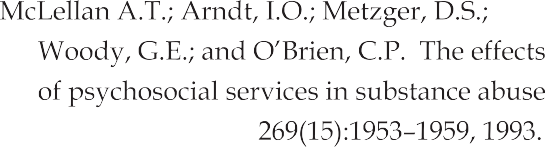 McLellan A.T.; Arndt, I.O.; Metzger, D.S.;
Woody, G.E.; and O’Brien, C.P.  The effects
of psychosocial services in substance abuse
269(15):1953–1959, 1993.